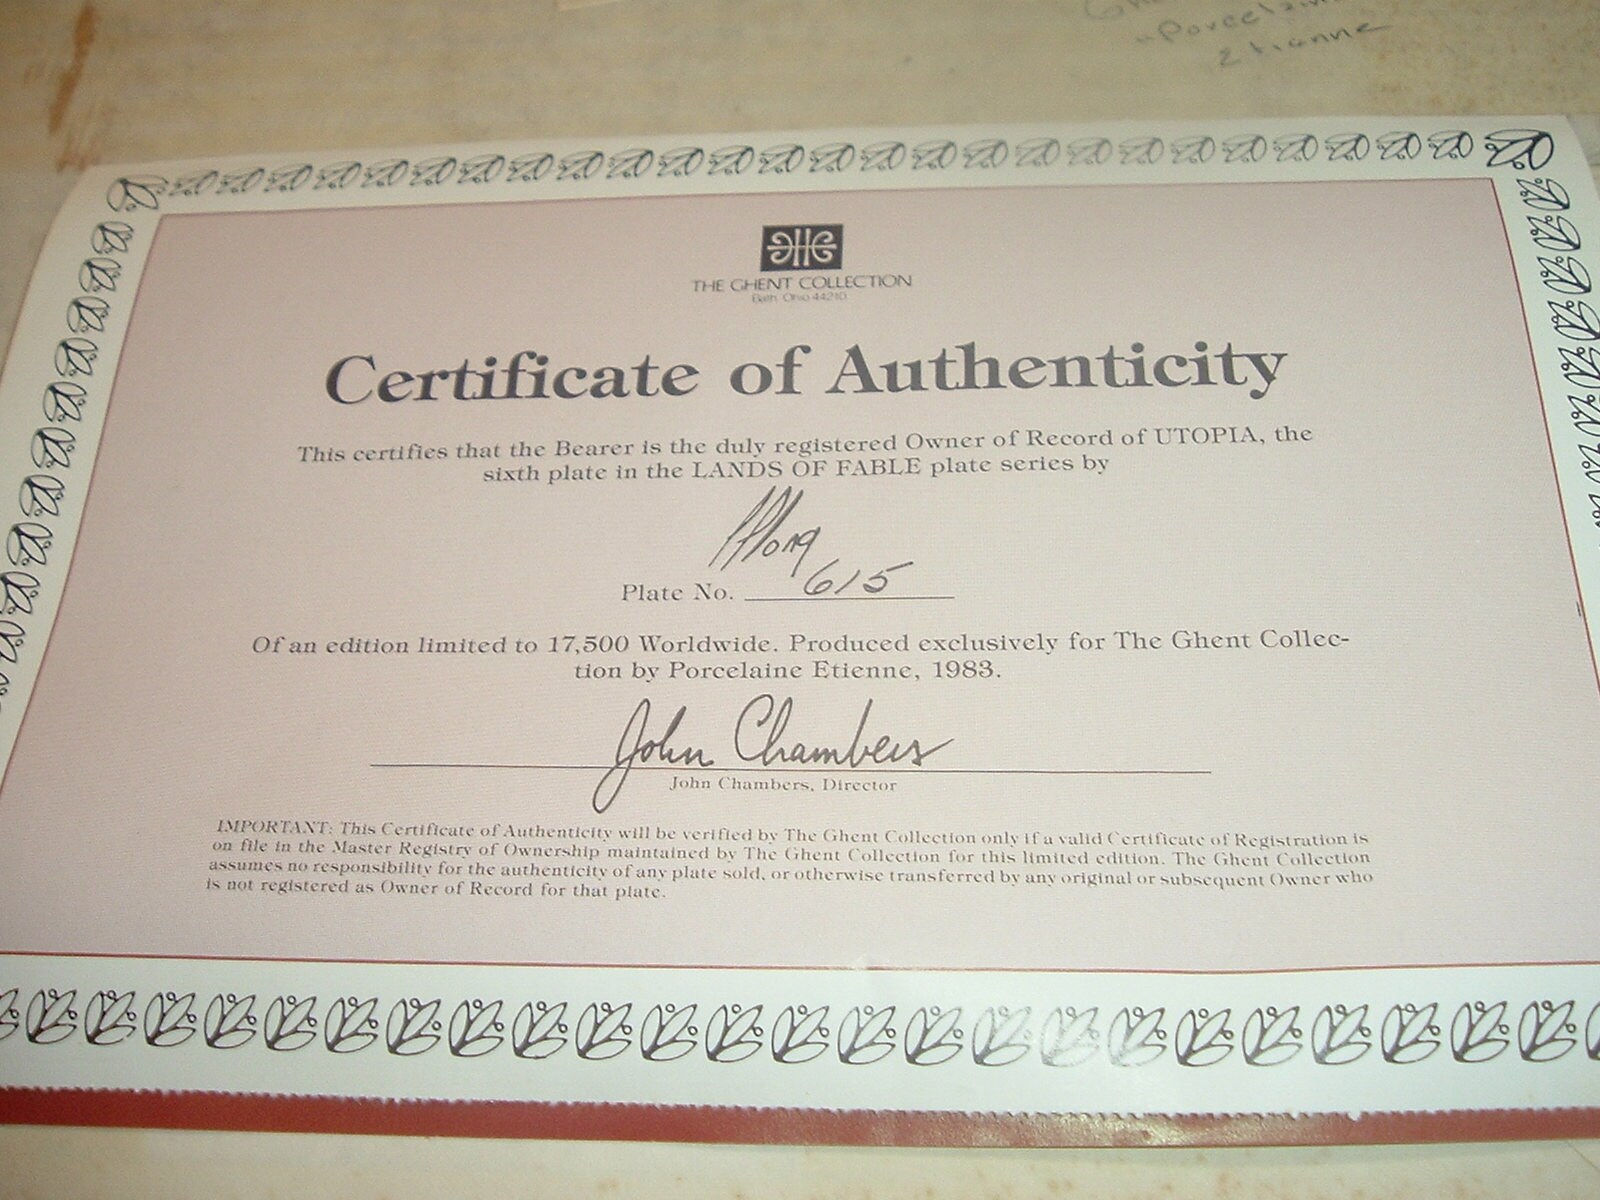 Porcelain
Etienne
THE GHENT COLLECTION
Bath Ohio 44210
Certificate of Authenticity
This certifies that the Bearer is the duly registered Owner of Record of UTOPIA, the
sixth plate in the LANDS OF FABLE plate series by
Plate No. 615
Of an edition limited to 17,500 Worldwide. Produced exclusively for The Ghent Collec-
tion by Porcelaine Etienne, 1983.
John Chambers
John Chambers, Director
IMPORTANT: This Certificate of Authenticity will be verified by The Ghent Collection only if a valid Certificate of Registration is
on file in the Master Registry of Ownership maintained by The Ghent Collection for this limited edition. The Ghent Collection
assumes no responsibility for the authenticity of any plate sold, or otherwise transferred by any original or subsequent Owner who
is not registered as Owner of Record for that plate.